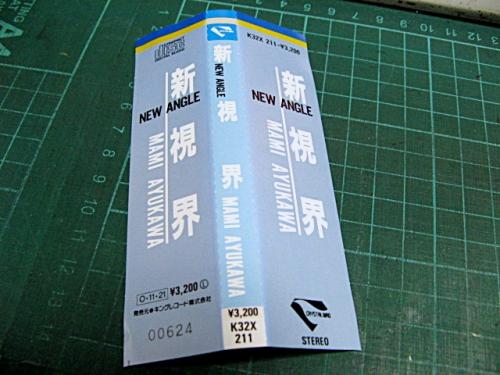 新視界
NEW ANGLE
MAMI AYUKAWA
O-11-21 ¥3,200 Ⓛ
発売元●キングレコード株式会社
00624
新視界
NEW ANGLE
MAMI AYUKAWA
¥3,200
K32X
211
K32X 211-¥3,200
新視界
NEW ANGLE
MAMI AYUKAWA
CRYSTAL BIRD
STEREO